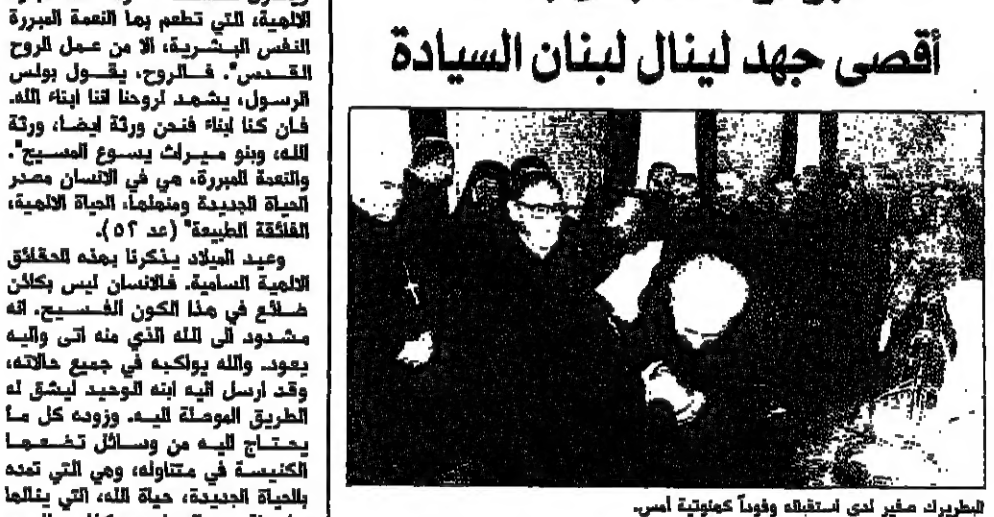 أقصى جهد لينال لبنان السيادة
البطريرك صفير لدى استقباله وفوداً كهنوتية أمس.
الالهية، التي تطعم بها النعمة المبررة
النفس البشرية، الا من عمل الروح
القدس". فالروح، يقول بولس
الرسول، يشهد لروحنا اننا ابناء الله.
فان كنا ابناء فنحن ورثة ايضا، ورثة
الله، وبنو ميراث يسوع المسيح".
والنعمة المبررة، هي في الانسان مصدر
الحياة الجديدة ومنهلها، الحياة الالهية،
الفائقة الطبيعة" (عد ٥٢).
وعيد الميلاد يذكرنا بهذه الحقائق
الالهية السامية. فالانسان ليس بكائن
ضائع في هذا الكون الفسيح. انه
مشدود الى الله الذي منه اتى واليه
يعود. والله يواكبه في جميع حالاته،
وقد ارسل اليه ابنه الوحيد ليشق له
الطريق الموصلة اليه. وزوده كل ما
يحتاج اليه من وسائل تضعها
الكنيسة في متناوله، وهي التي تمده
بالحياة الجديدة، حياة الله، التي ينالها